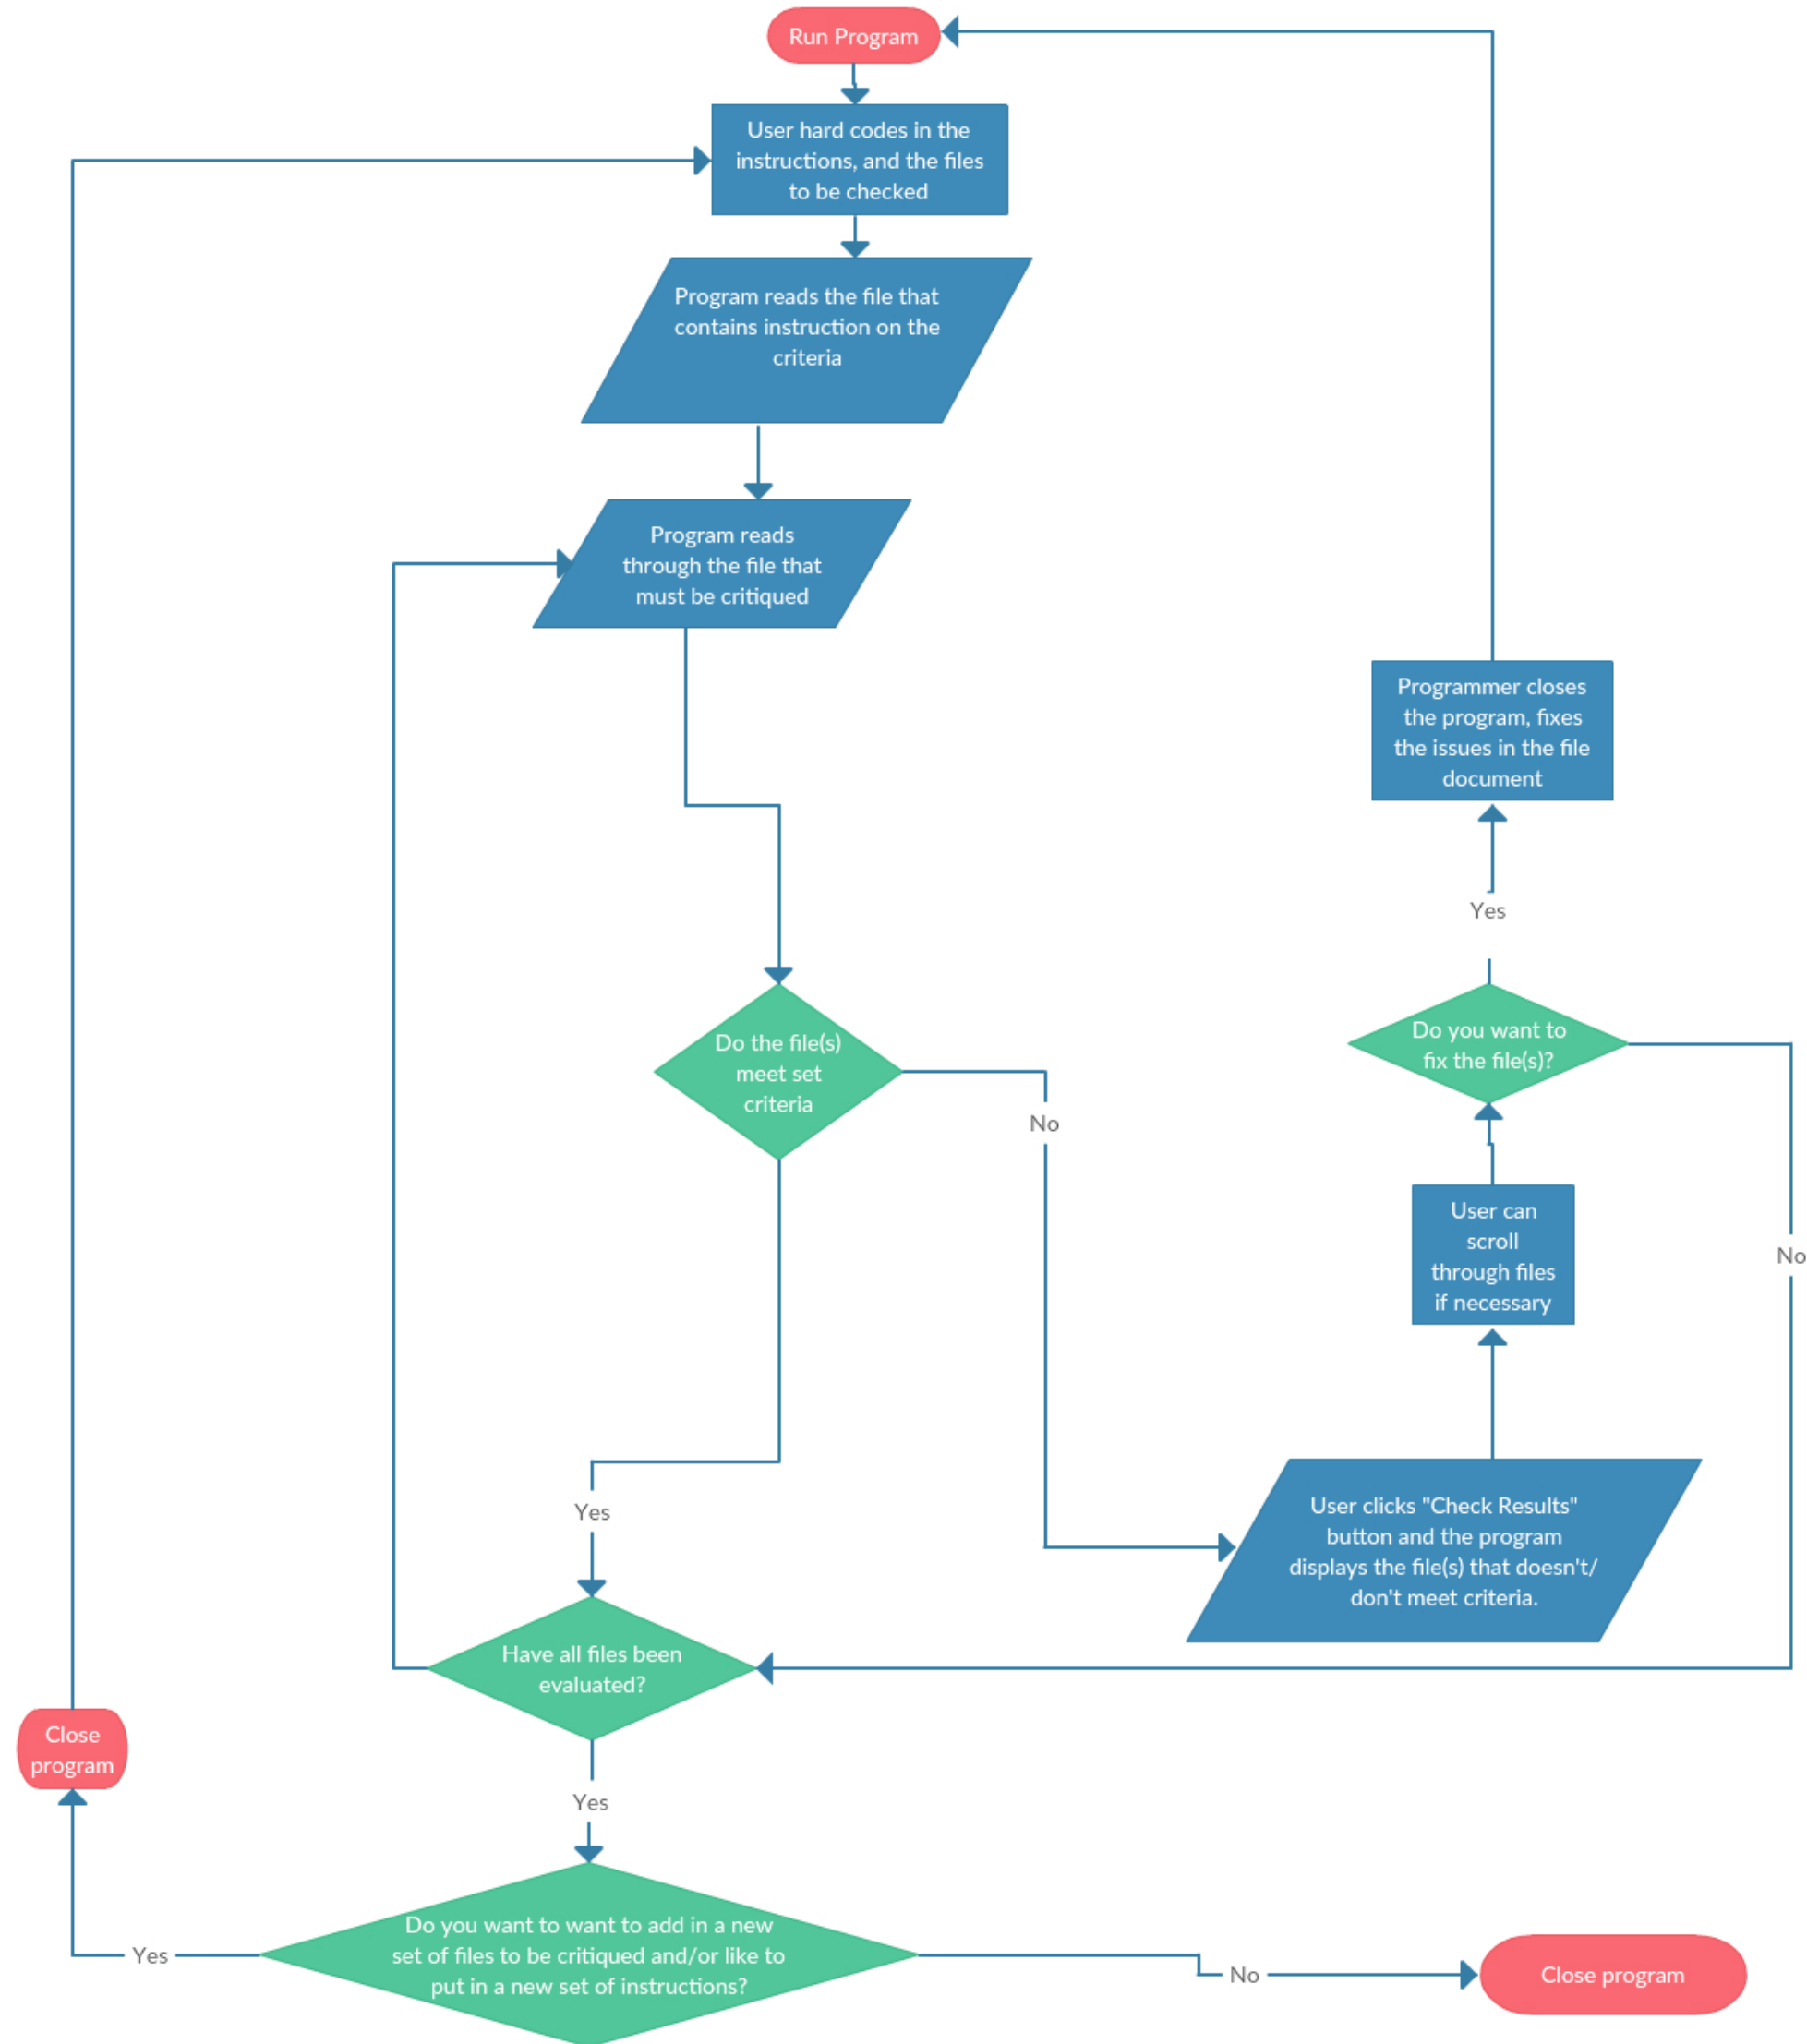 Run Program
User hard codes in the
instructions, and the files
to be checked
Program reads the file that
contains instruction on the
criteria
Program reads
through the file that
must be critiqued
Programmer closes
the program, fixes
the issues in the file
document
Yes
Do you want to
fix the file(s)?
Do the file(s)
meet set
criteria
No
User can
scroll
through files
if necessary
No
User clicks "Check Results"
button and the program
displays the file(s) that doesn't/
don't meet criteria.
Yes
Have all files been
evaluated?
Close
program
Yes
Do you want to want to add in a new
set of files to be critiqued and/or like to
put in a new set of instructions?
Yes
No
Close program